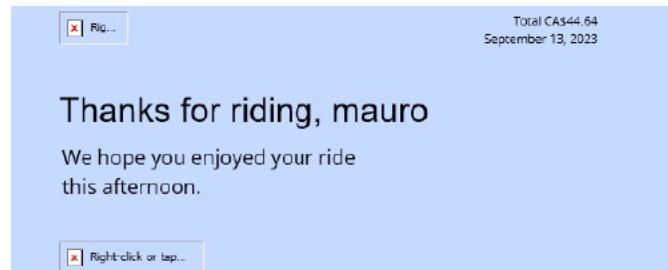 Rig...
Total CA$44.64
September 13, 2023
Thanks for riding, mauro
We hope you enjoyed your ride
this afternoon.
Right-click or tap...